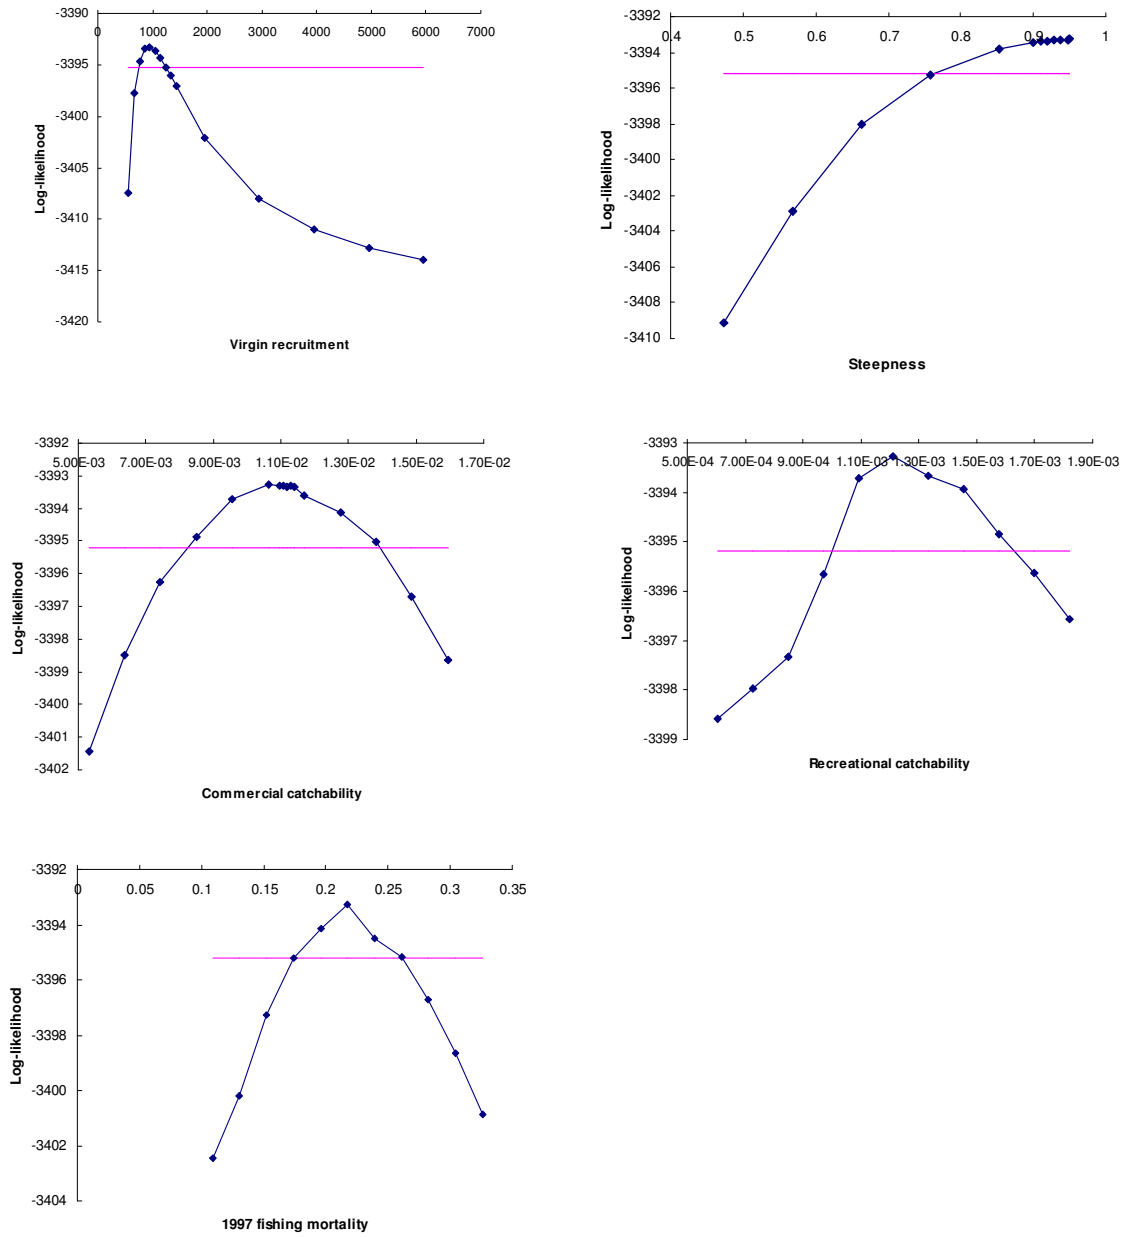 -3390
0 1000 2000 3000 4000 5000 6000 7000
-3395
-3400
-3405
-3410
-3415
-3420
Log-likelihood
Virgin recruitment
-3392
0.4 0.5 0.6 0.7 0.8 0.9 1
-3394
-3396
-3398
-3400
-3402
-3404
-3406
-3408
-3410
Log-likelihood
Steepness
-3392
5.00E-03 7.00E-03 9.00E-03 1.10E-02 1.30E-02 1.50E-02 1.70E-02
-3393
-3394
-3395
-3396
-3397
-3398
-3399
-3400
-3401
-3402
Log-likelihood
Commercial catchability
-3393
5.00E-04 7.00E-04 9.00E-04 1.10E-03 1.30E-03 1.50E-03 1.70E-03 1.90E-03
-3394
-3395
-3396
-3397
-3398
-3399
Log-likelihood
Recreational catchability
-3392
0 0.05 0.1 0.15 0.2 0.25 0.3 0.35
-3394
-3396
-3398
-3400
-3402
-3404
Log-likelihood
1997 fishing mortality